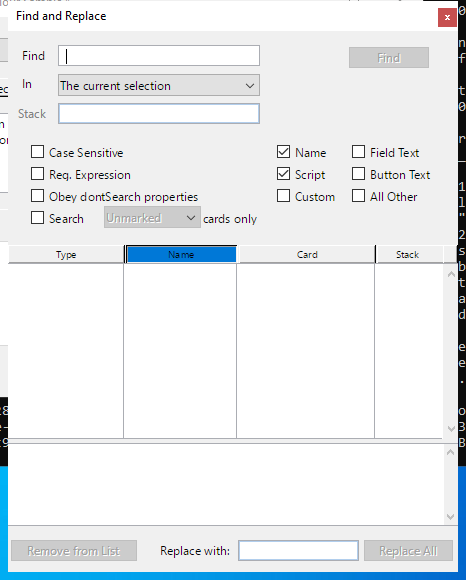 Find and Replace
x
Find
Find
In
The current selection
Stack
Case Sensitive
Name
Field Text
Reg. Expression
Script
Button Text
Obey dontSearch properties
Custom
All Other
Search
Unmarked
cards only
Type
Name
Card
Stack
Remove from List
Replace with:
Replace All